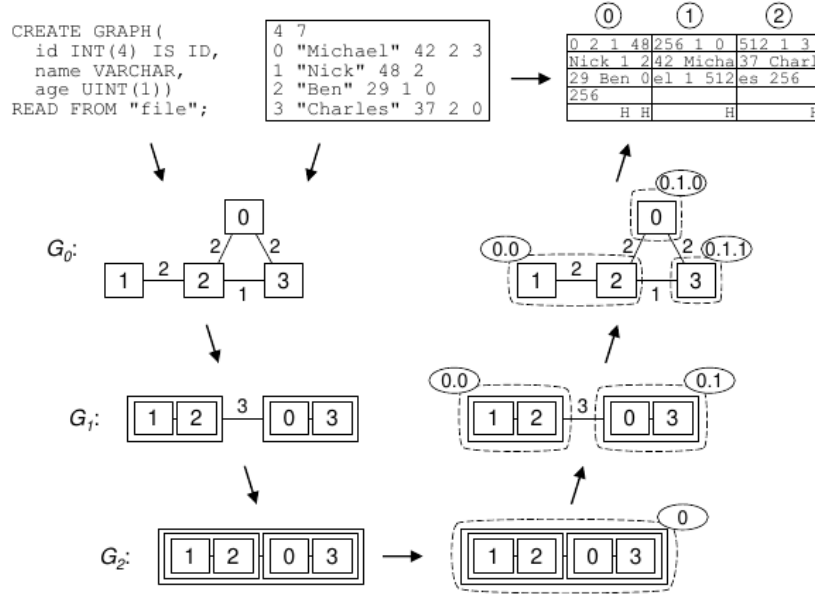 0 1 2
CREATE GRAPH(
id INT(4) IS ID,
name VARCHAR,
age UINT(1))
READ FROM "file";
4 7
0 "Michael" 42 2 3
1 "Nick" 48 2
2 "Ben" 29 1 0
3 "Charles" 37 2 0
0 2 1 48 256 1 0 512 1 3
Nick 1 2 42 Micha 37 Charl
29 Ben 0 el 1 512 es 256
256
H H H H
G0:
0
2 2
1 2 2 3
1
0.1.0
0.0
0.1.1
0
2 2
1 2 2 3
1
G1:
1 2 3 0 3
0.0 0.1
1 2 3 0 3
G2:
1 2 0 3
0
1 2 0 3